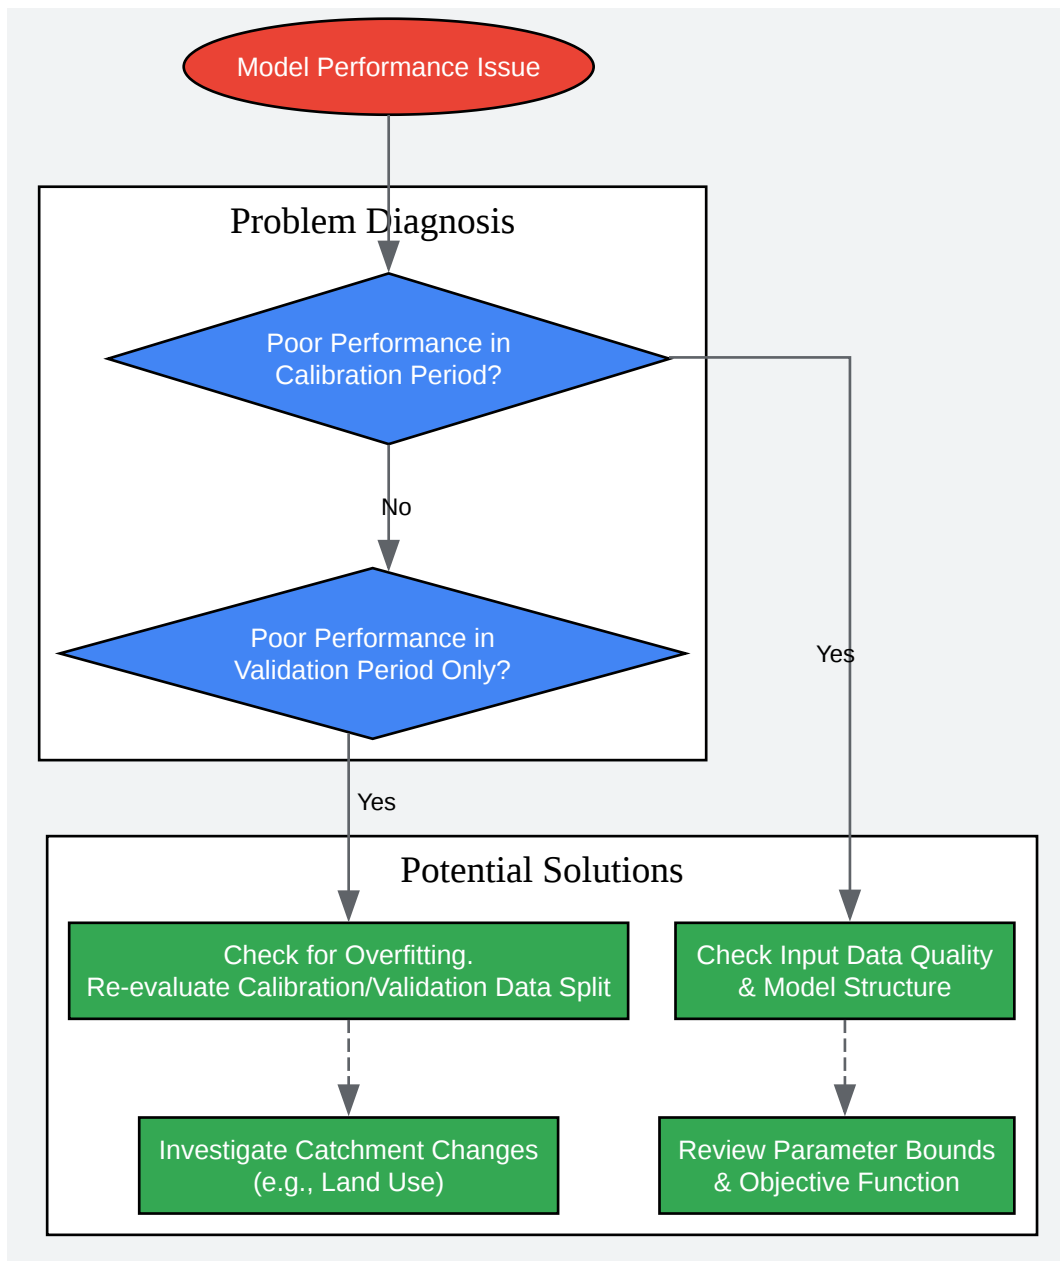 Model Performance Issue
Problem Diagnosis
Poor Performance in
Calibration Period?
No
Poor Performance in
Validation Period Only?
Yes
Yes
Potential Solutions
Check for Overfitting.
Re-evaluate Calibration/Validation Data Split
Check Input Data Quality
& Model Structure
Investigate Catchment Changes
(e.g., Land Use)
Review Parameter Bounds
& Objective Function